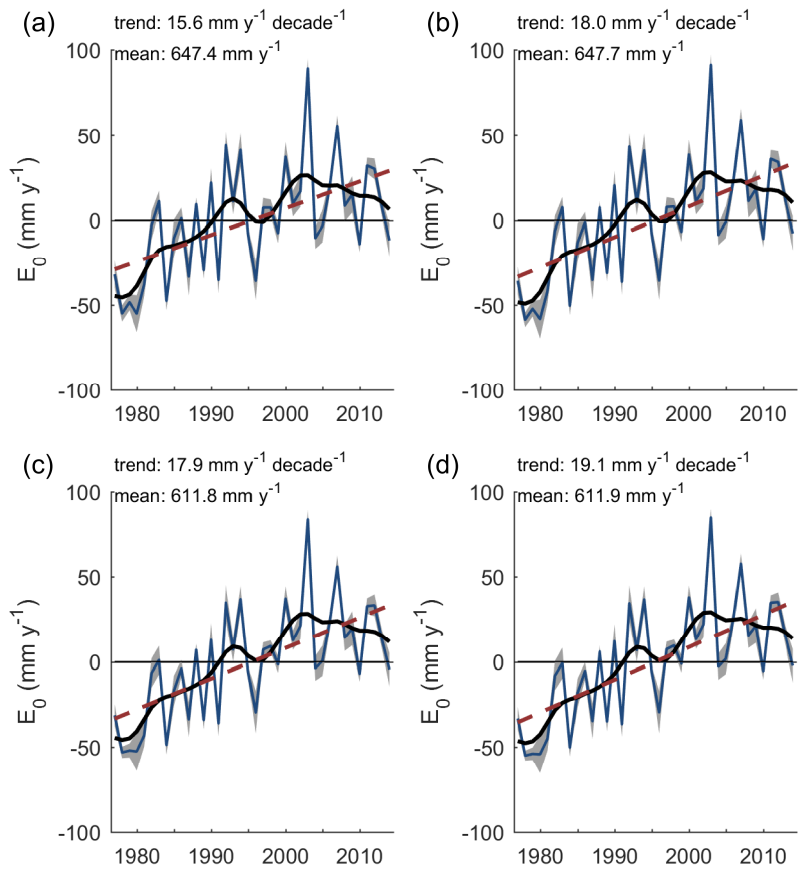 (a) trend: 15.6 mm y⁻¹ decade⁻¹
mean: 647.4 mm y⁻¹
100
50
0
-50
-100
E₀ (mm y⁻¹)
1980 1990 2000 2010
(b) trend: 18.0 mm y⁻¹ decade⁻¹
mean: 647.7 mm y⁻¹
100
50
0
-50
-100
E₀ (mm y⁻¹)
1980 1990 2000 2010
(c) trend: 17.9 mm y⁻¹ decade⁻¹
mean: 611.8 mm y⁻¹
100
50
0
-50
-100
E₀ (mm y⁻¹)
1980 1990 2000 2010
(d) trend: 19.1 mm y⁻¹ decade⁻¹
mean: 611.9 mm y⁻¹
100
50
0
-50
-100
E₀ (mm y⁻¹)
1980 1990 2000 2010